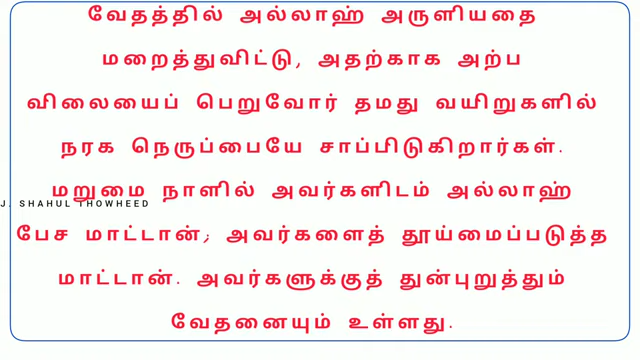 வேதத்தில் அல்லாஹ் அருளியதை
மறைத்துவிட்டு, அதற்காக அற்ப
விலையைப் பெறுவோர் தமது வயிறுகளில்
நரக நெருப்பையே சாப்பிடுகிறார்கள்.
மறுமை நாளில் அவர்களிடம் அல்லாஹ்
J. SHAHUL THOWHEED
பேச மாட்டான்; அவர்களைத் தூய்மைப்படுத்த
மாட்டான். அவர்களுக்குத் துன்புறுத்தும்
வேதனையும் உள்ளது.